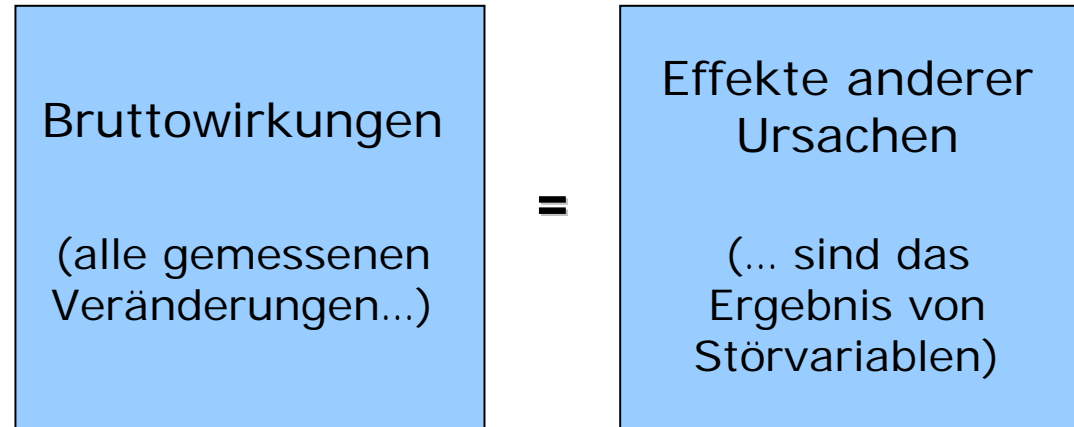 Bruttowirkungen
(alle gemessenen
Veränderungen...)
=
Effekte anderer
Ursachen
(... sind das
Ergebnis von
Störvariablen)